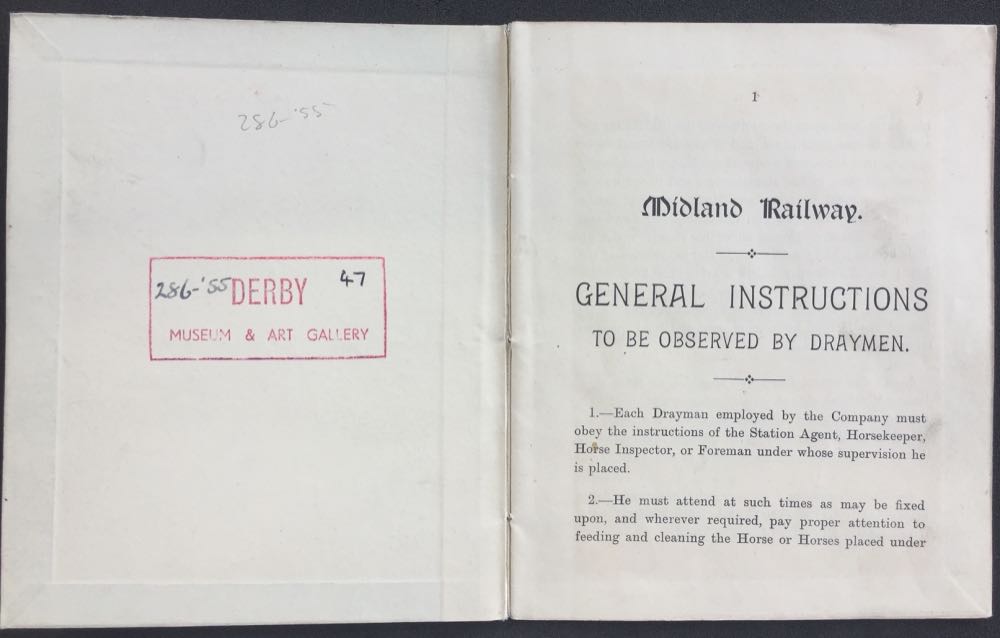 286-'55
286-'55 DERBY 47
MUSEUM & ART GALLERY
1
Midland Railway.
GENERAL INSTRUCTIONS
TO BE OBSERVED BY DRAYMEN.
1.—Each Drayman employed by the Company must
obey the instructions of the Station Agent, Horsekeeper,
Horse Inspector, or Foreman under whose supervision he
is placed.
2.—He must attend at such times as may be fixed
upon, and wherever required, pay proper attention to
feeding and cleaning the Horse or Horses placed under